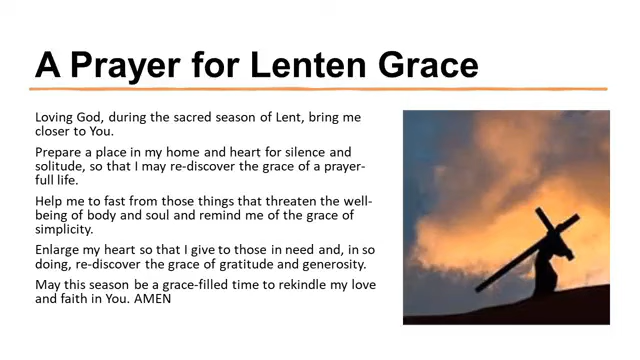 A Prayer for Lenten Grace
Loving God, during the sacred season of Lent, bring me
closer to You.
Prepare a place in my home and heart for silence and
solitude, so that I may re-discover the grace of a prayer-
full life.
Help me to fast from those things that threaten the well-
being of body and soul and remind me of the grace of
simplicity.
Enlarge my heart so that I give to those in need and, in so
doing, re-discover the grace of gratitude and generosity.
May this season be a grace-filled time to rekindle my love
and faith in You. AMEN